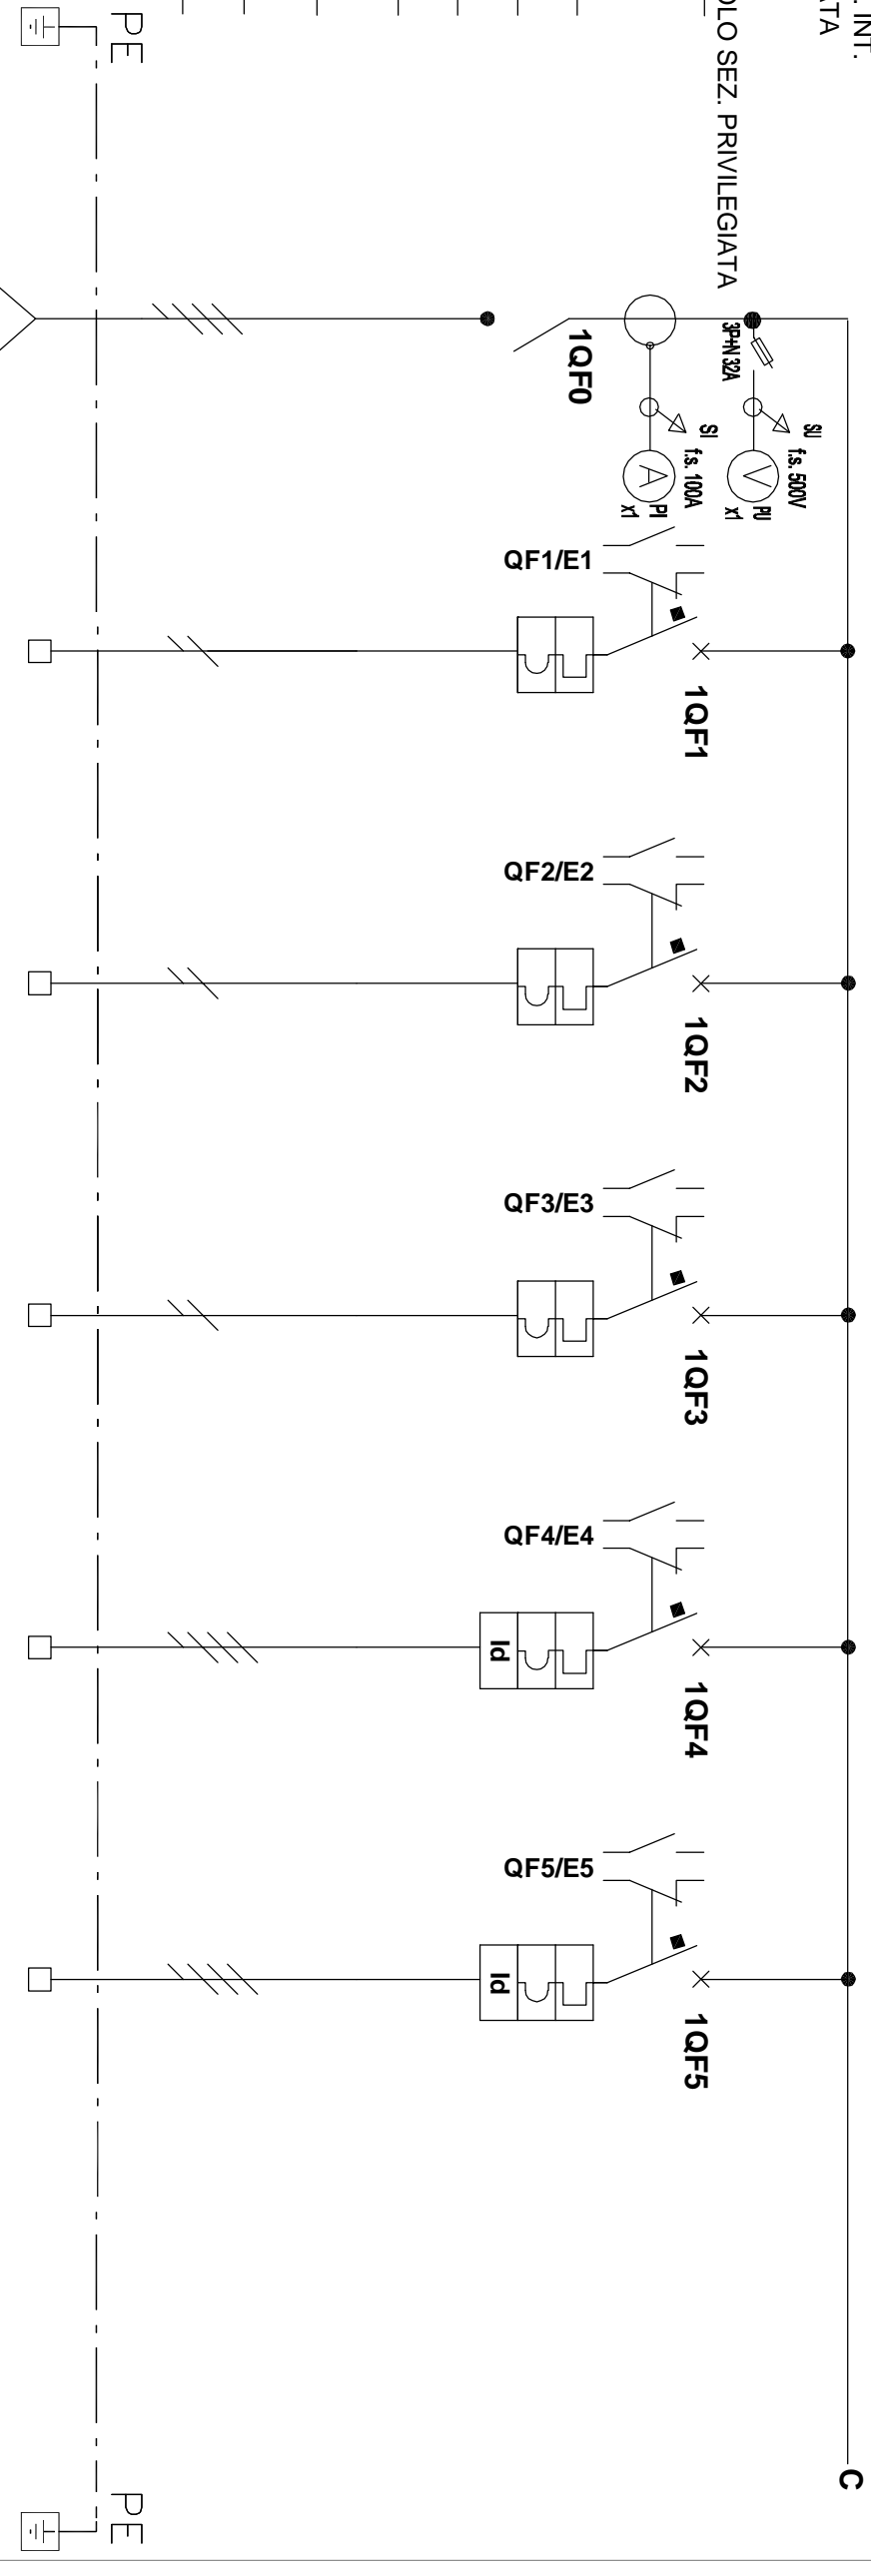 . INT.
ATA
OLO SEZ. PRIVILEGIATA
PE
3P+N 32A
SU
f.s. 500V
V
PU
x1
SI
f.s. 100A
A
PI
x1
1QF0
QF1/E1
1QF1
QF2/E2
1QF2
QF3/E3
1QF3
QF4/E4
1QF4
Id
QF5/E5
1QF5
Id
C
PE